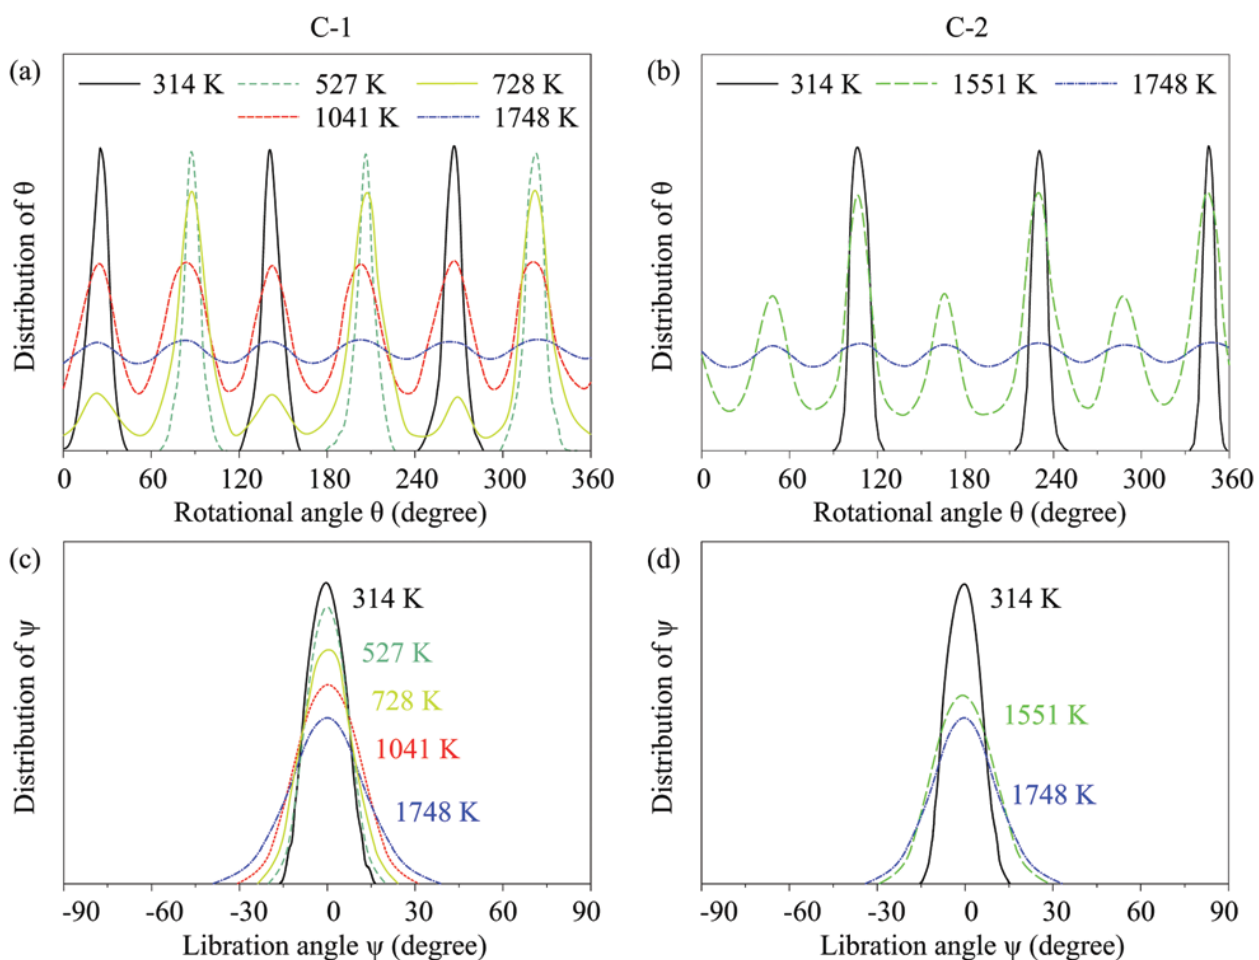 C-1
C-2
(a)
314 K
527 K
728 K
1041 K
1748 K
Distribution of θ
0
60
120
180
240
300
360
Rotational angle θ (degree)
(b)
314 K
1551 K
1748 K
Distribution of θ
0
60
120
180
240
300
360
Rotational angle θ (degree)
(c)
314 K
527 K
728 K
1041 K
1748 K
Distribution of ψ
-90
-60
-30
0
30
60
90
Libration angle ψ (degree)
(d)
314 K
1551 K
1748 K
Distribution of ψ
-90
-60
-30
0
30
60
90
Libration angle ψ (degree)